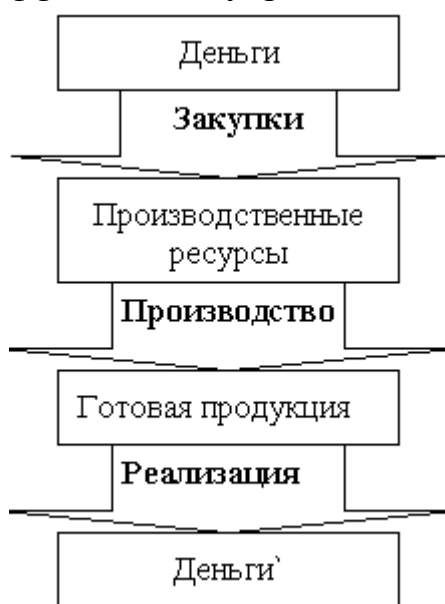 Деньги
Закупки
Производственные
ресурсы
Производство
Готовая продукция
Реализация
Деньги`